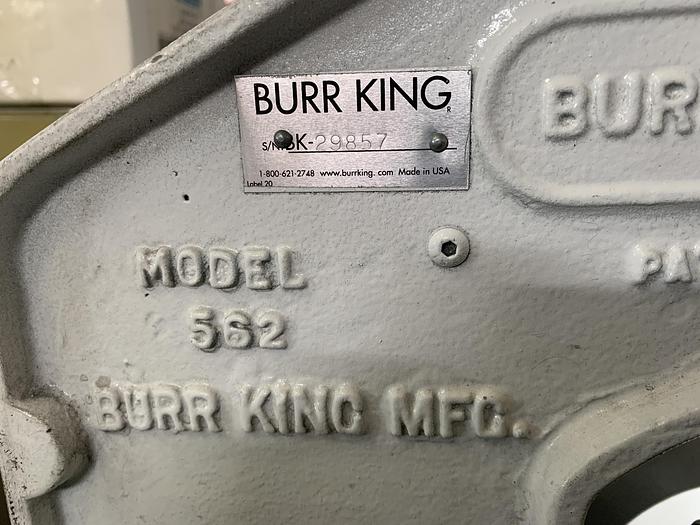 BURR KING
S/N: BK-29857
1-800-621-2748 www.burrking.com Made in USA
Label 20
BUR
PAT
MODEL
562
BURR KING MFG.